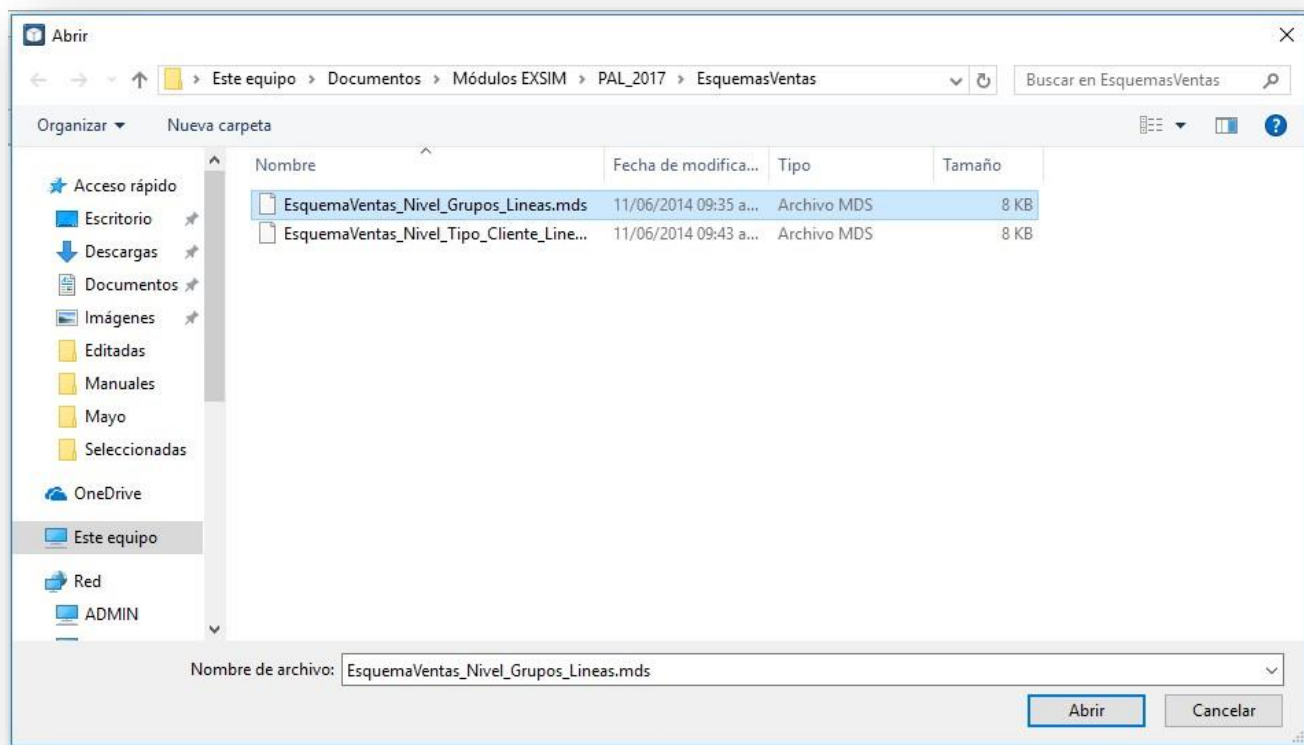 Abrir
Este equipo > Documentos > Módulos EXSIM > PAL_2017 > EsquemasVentas
Buscar en EsquemasVentas
Organizar
Nueva carpeta
Nombre Fecha de modifica... Tipo Tamaño
EsquemaVentas_Nivel_Grupos_Lineas.mds 11/06/2014 09:35 a... Archivo MDS 8 KB
EsquemaVentas_Nivel_Tipo_Cliente_Line... 11/06/2014 09:43 a... Archivo MDS 8 KB
Acceso rápido
Escritorio
Descargas
Documentos
Imágenes
Editadas
Manuales
Mayo
Seleccionadas
OneDrive
Este equipo
Red
ADMIN
Nombre de archivo: EsquemaVentas_Nivel_Grupos_Lineas.mds
Abrir
Cancelar